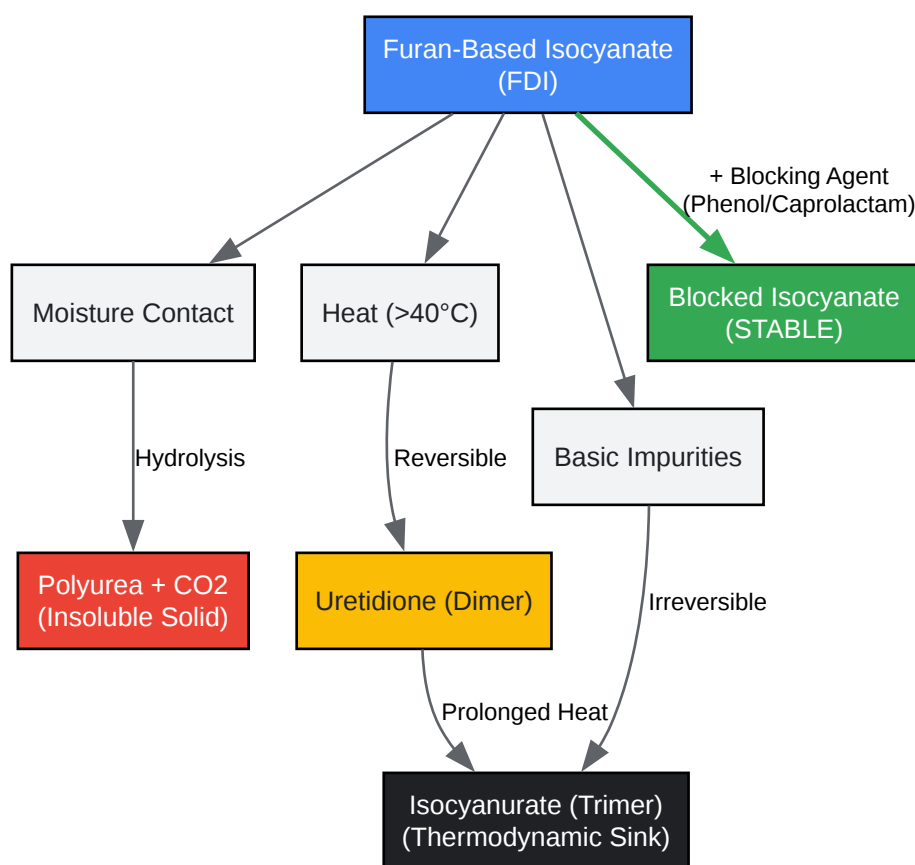 Furan-Based Isocyanate
(FDI)
+ Blocking Agent
(Phenol/Caprolactam)
Moisture Contact
Heat (>40°C)
Blocked Isocyanate
(STABLE)
Hydrolysis
Reversible
Basic Impurities
Polyurea + CO2
(Insoluble Solid)
Uretidione (Dimer)
Irreversible
Prolonged Heat
Isocyanurate (Trimer)
(Thermodynamic Sink)